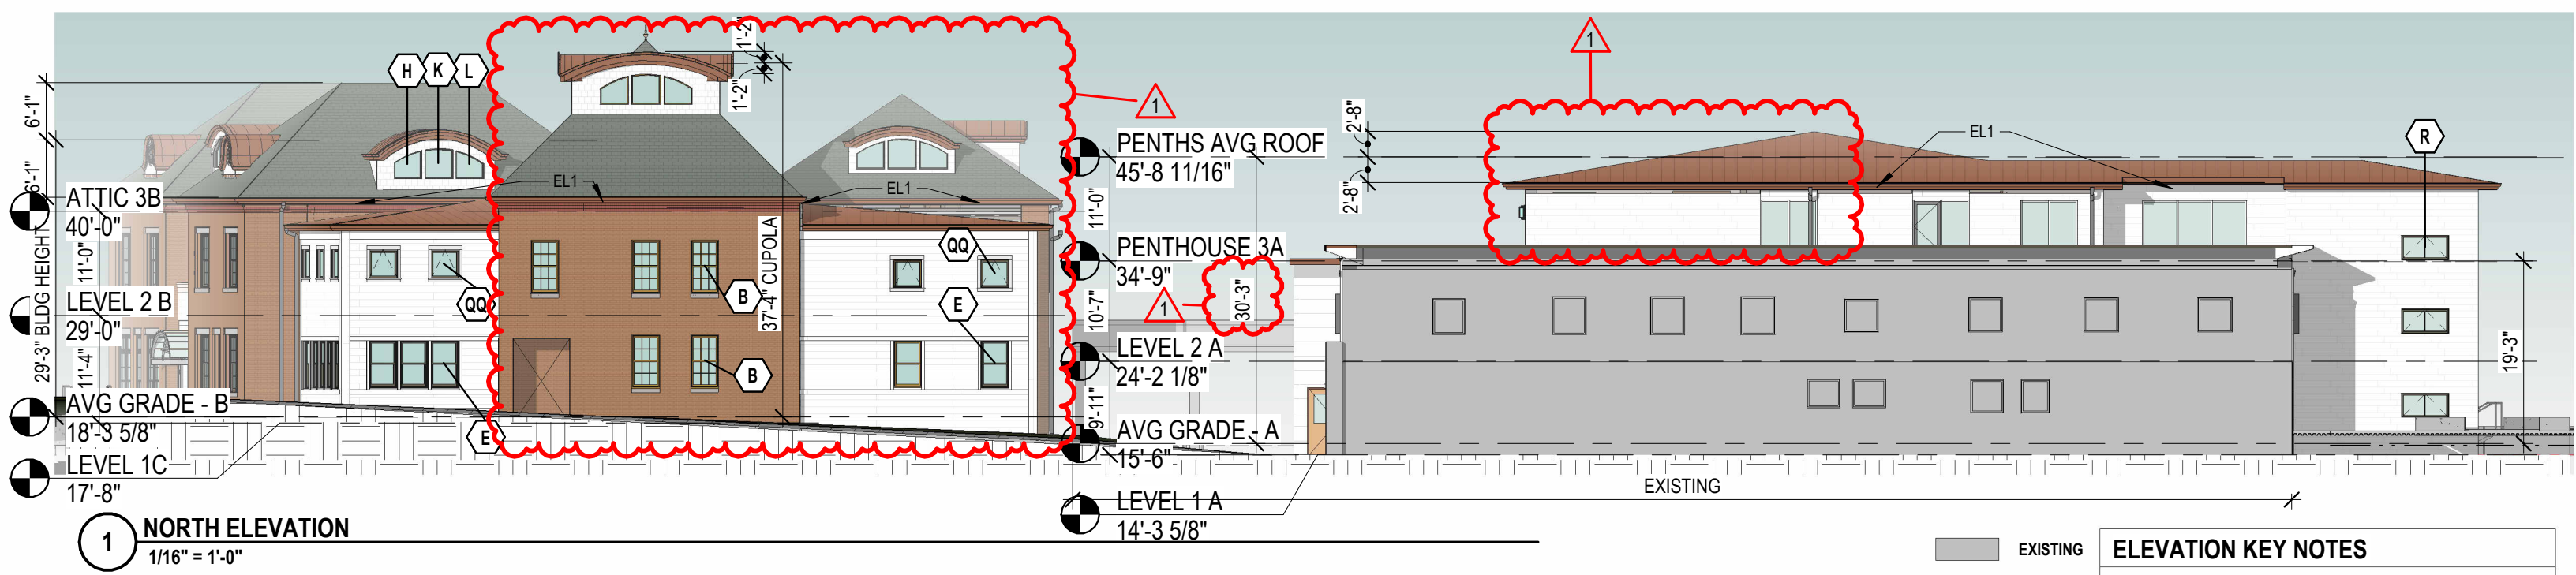 1
1
1'-2"
1'-2"
H K L
6'-1"
6'-1"
2'-8"
2'-8"
EL1
R
PENTHS AVG ROOF
45'-8 11/16"
EL1
EL1
ATTIC 3B
40'-0"
11'-0"
11'-0"
37'-4" CUPOLA
QQ
PENTHOUSE 3A
34'-9"
29'-3" BLDG HEIGHT
LEVEL 2 B
29'-0"
QQ
B
E
10'-7"
1
30'-3"
LEVEL 2 A
24'-2 1/8"
19'-3"
11'-4"
B
AVG GRADE - B
18'-3 5/8"
E
9'-11"
AVG GRADE - A
15'-6"
LEVEL 1C
17'-8"
EXISTING
LEVEL 1 A
14'-3 5/8"
1
NORTH ELEVATION
1/16" = 1'-0"
EXISTING
ELEVATION KEY NOTES